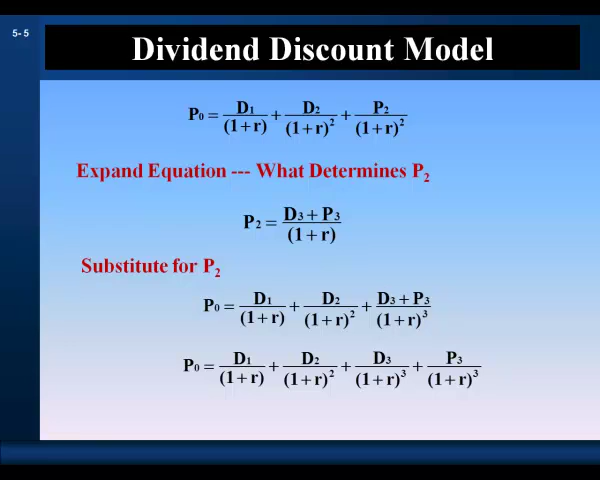 5- 5
Dividend Discount Model
P₀ = D₁/(1 + r) + D₂/(1 + r)² + P₂/(1 + r)²
Expand Equation --- What Determines P₂
P₂ = D₃ + P₃/(1 + r)
Substitute for P₂
P₀ = D₁/(1 + r) + D₂/(1 + r)² + D₃ + P₃/(1 + r)³
P₀ = D₁/(1 + r) + D₂/(1 + r)² + D₃/(1 + r)³ + P₃/(1 + r)³